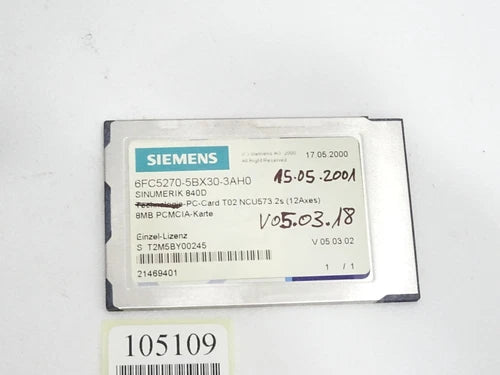 SIEMENS
(C) Siemens AG 2000
All Right Reserved
17.05.2000
6FC5270-5BX30-3AH0 15.05.2001
SINUMERIK 840D
Technologie-PC-Card T02 NCU573.2s (12Axes)
8MB PCMCIA-Karte
V05.03.18
Einzel-Lizenz
S T2M5BY00245
V 05.03.02
21469401
1 / 1
105109